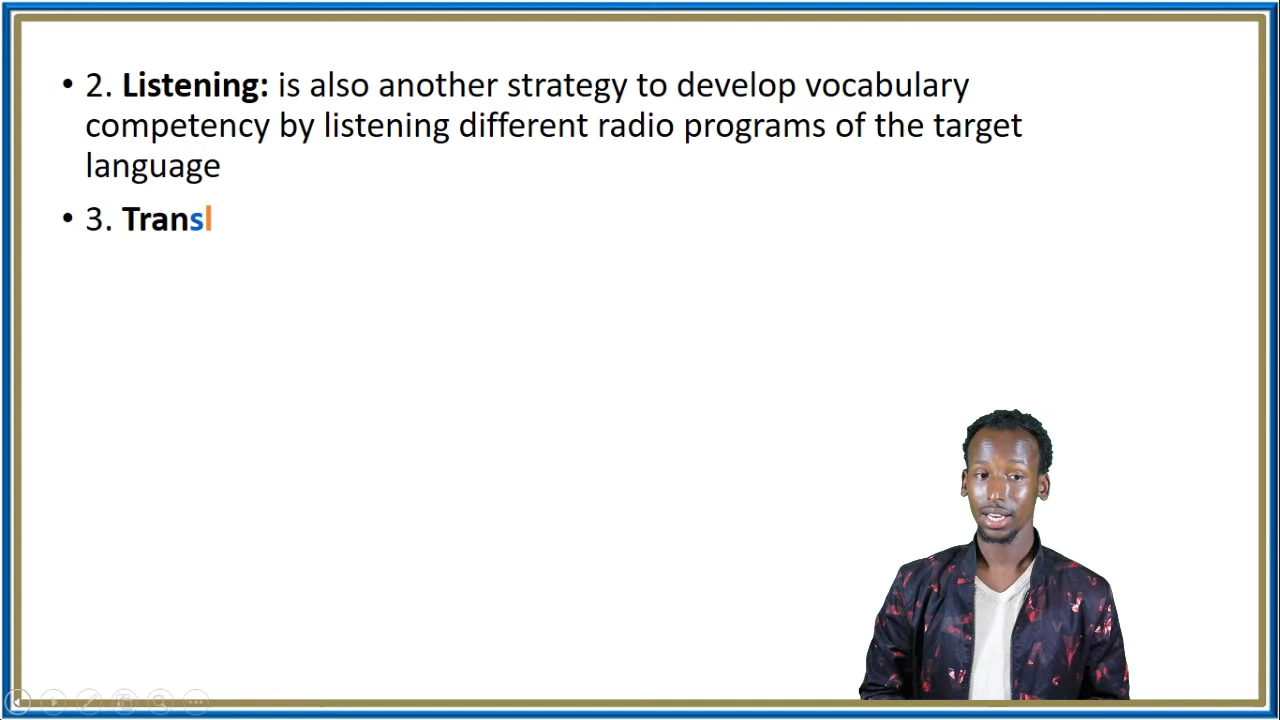 • 2. Listening: is also another strategy to develop vocabulary
competency by listening different radio programs of the target
language
• 3. Transl